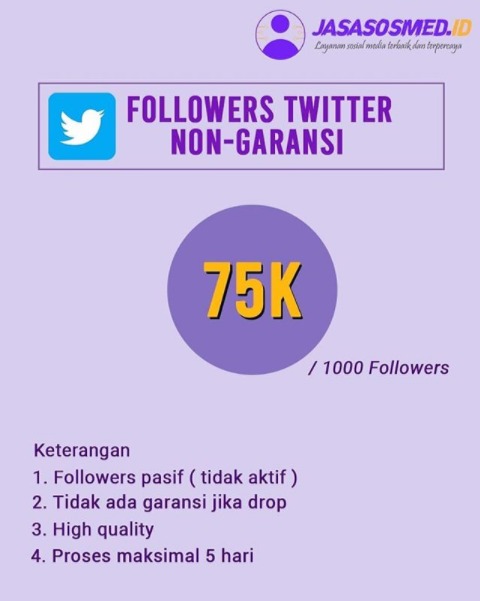 JASASOSMED.ID
Layanan sosial media terbaik dan terpercaya
FOLLOWERS TWITTER
NON-GARANSI
75K
/ 1000 Followers
Keterangan
1. Followers pasif ( tidak aktif )
2. Tidak ada garansi jika drop
3. High quality
4. Proses maksimal 5 hari